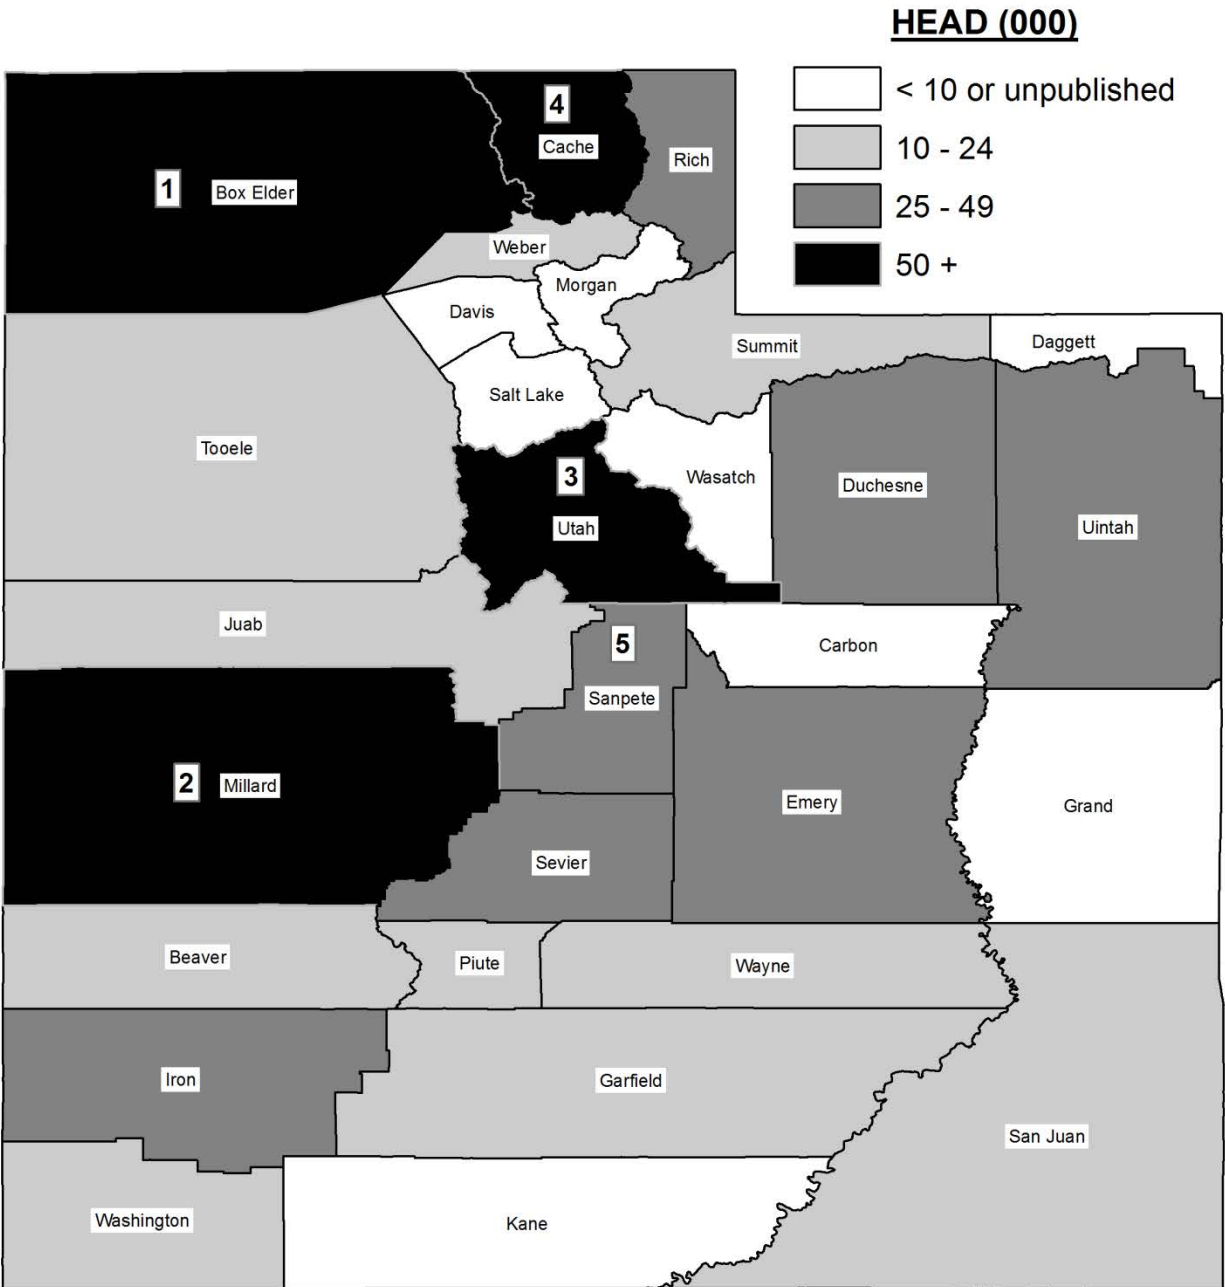 HEAD (000)
< 10 or unpublished
10 - 24
25 - 49
50 +
4
Cache
Rich
1
Box Elder
Weber
Morgan
Davis
Summit
Daggett
Salt Lake
Tooele
3
Wasatch
Duchesne
Utah
Uintah
Juab
5
Carbon
Sanpete
2
Millard
Emery
Grand
Sevier
Beaver
Piute
Wayne
Iron
Garfield
San Juan
Washington
Kane